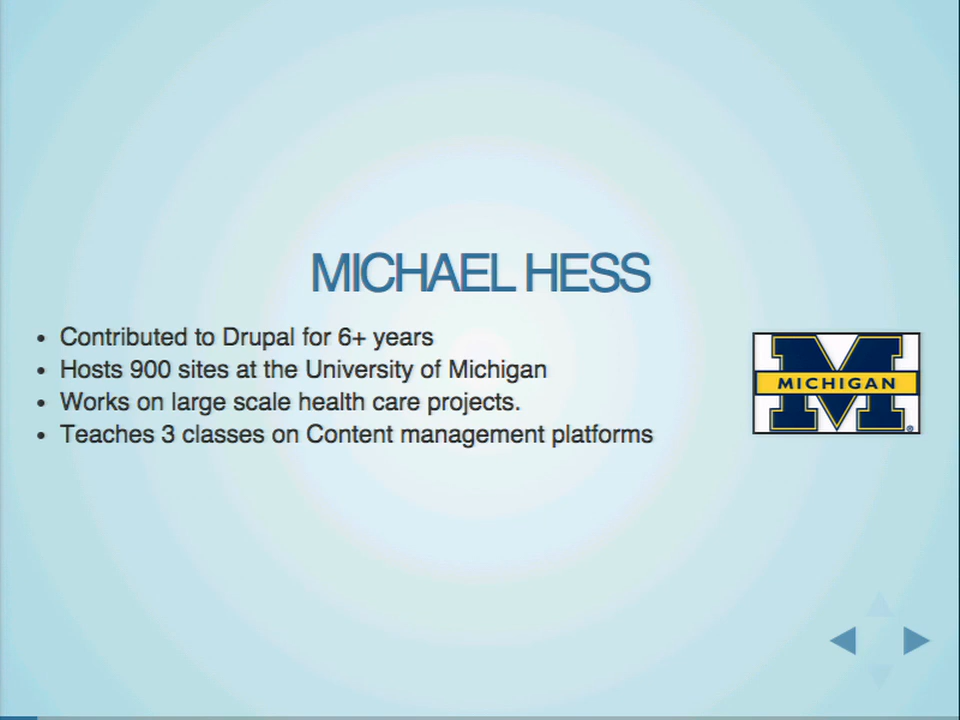 MICHAEL HESS
• Contributed to Drupal for 6+ years
• Hosts 900 sites at the University of Michigan
• Works on large scale health care projects.
• Teaches 3 classes on Content management platforms
MICHIGAN
®